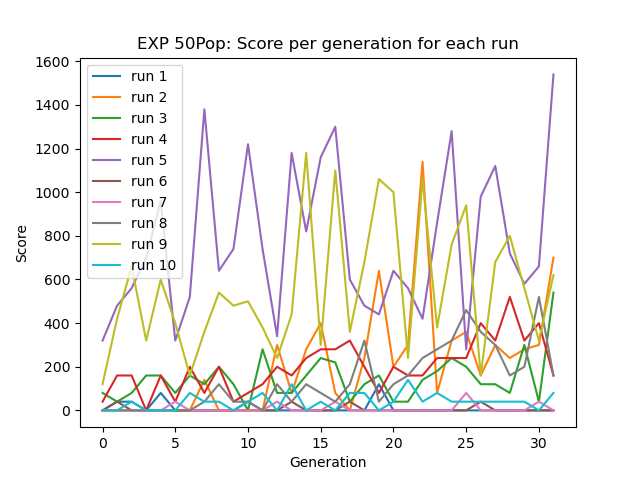 EXP 50Pop: Score per generation for each run
1600
1400
1200
1000
800
600
400
200
0
Score
run 1
run 2
run 3
run 4
run 5
run 6
run 7
run 8
run 9
run 10
0 5 10 15 20 25 30
Generation